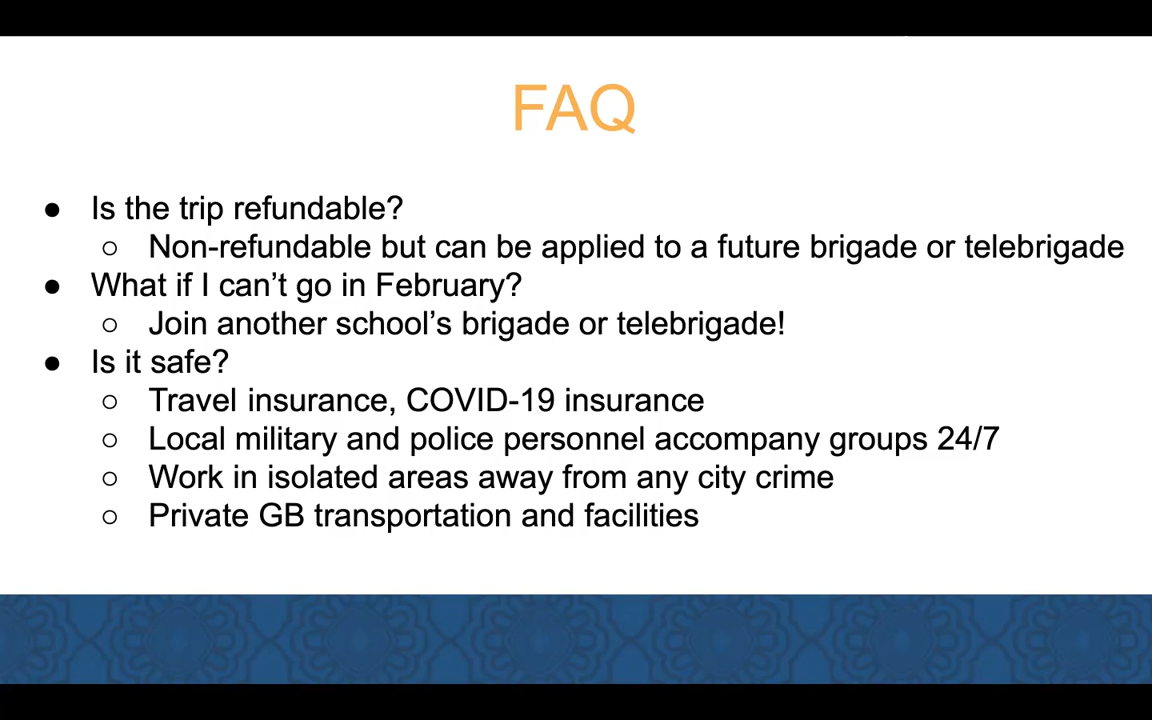 FAQ
● Is the trip refundable?
○ Non-refundable but can be applied to a future brigade or telebrigade
● What if I can’t go in February?
○ Join another school’s brigade or telebrigade!
● Is it safe?
○ Travel insurance, COVID-19 insurance
○ Local military and police personnel accompany groups 24/7
○ Work in isolated areas away from any city crime
○ Private GB transportation and facilities